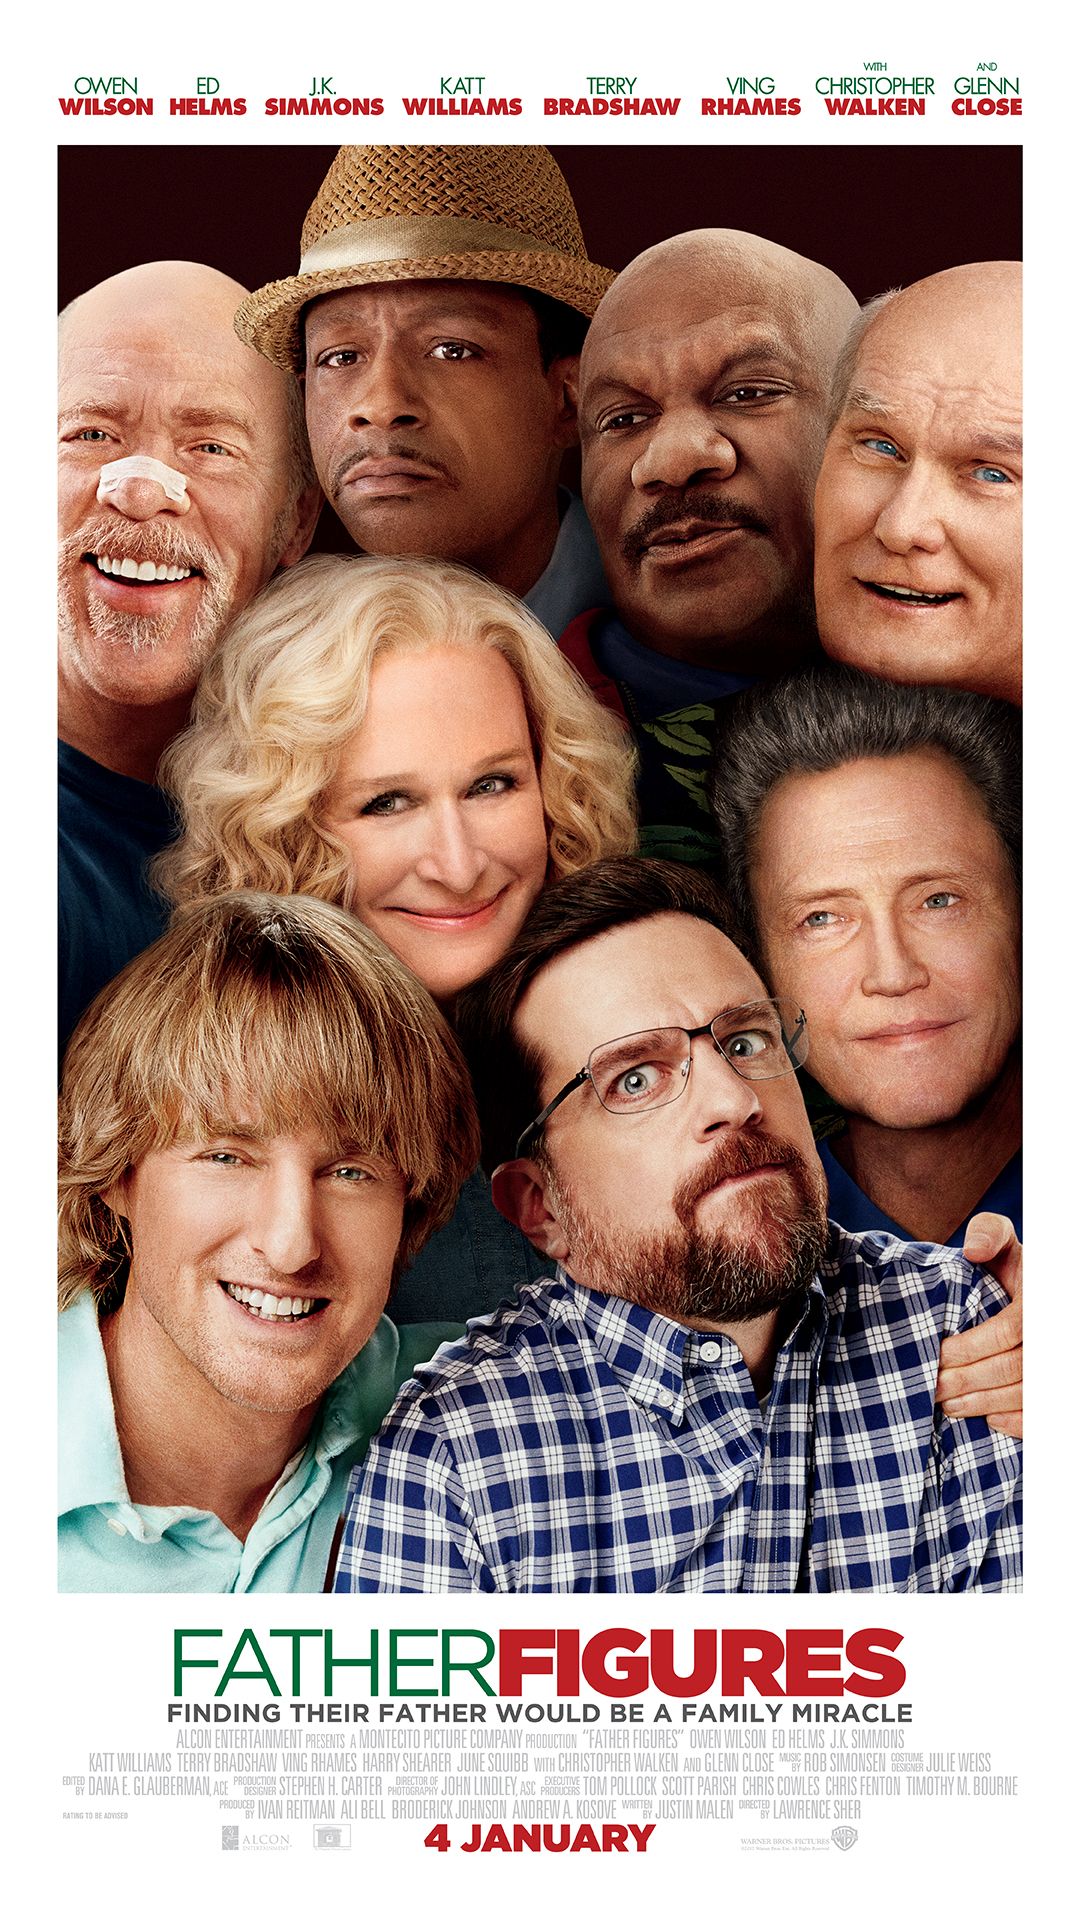 OWEN WILSON ED HELMS J.K. SIMMONS KATT WILLIAMS TERRY BRADSHAW VING RHAMES WITH CHRISTOPHER WALKEN AND GLENN CLOSE
FATHERFIGURES
FINDING THEIR FATHER WOULD BE A FAMILY MIRACLE
ALCON ENTERTAINMENT PRESENTS A MONTECITO PICTURE COMPANY PRODUCTION "FATHER FIGURES" OWEN WILSON ED HELMS J.K. SIMMONS
KATT WILLIAMS TERRY BRADSHAW VING RHAMES HARRY SHEARER JUNE SQUIBB WITH CHRISTOPHER WALKEN AND GLENN CLOSE MUSIC BY ROB SIMONSEN COSTUME DESIGNER JULIE WEISS
EDITED BY DANA E. GLAUBERMAN, ACE PRODUCTION DESIGNER STEPHEN H. CARTER DIRECTOR OF PHOTOGRAPHY JOHN LINDLEY, ASC EXECUTIVE PRODUCERS TOM POLLOCK SCOTT PARISH CHRIS COWLES CHRIS FENTON TIMOTHY M. BOURNE
RATING TO BE ADVISED PRODUCED BY IVAN REITMAN ALI BELL BRODERICK JOHNSON ANDREW A. KOSOVE WRITTEN BY JUSTIN MALEN DIRECTED BY LAWRENCE SHER
ALCON ENTERTAINMENT 4 JANUARY WARNER BROS. PICTURES WB